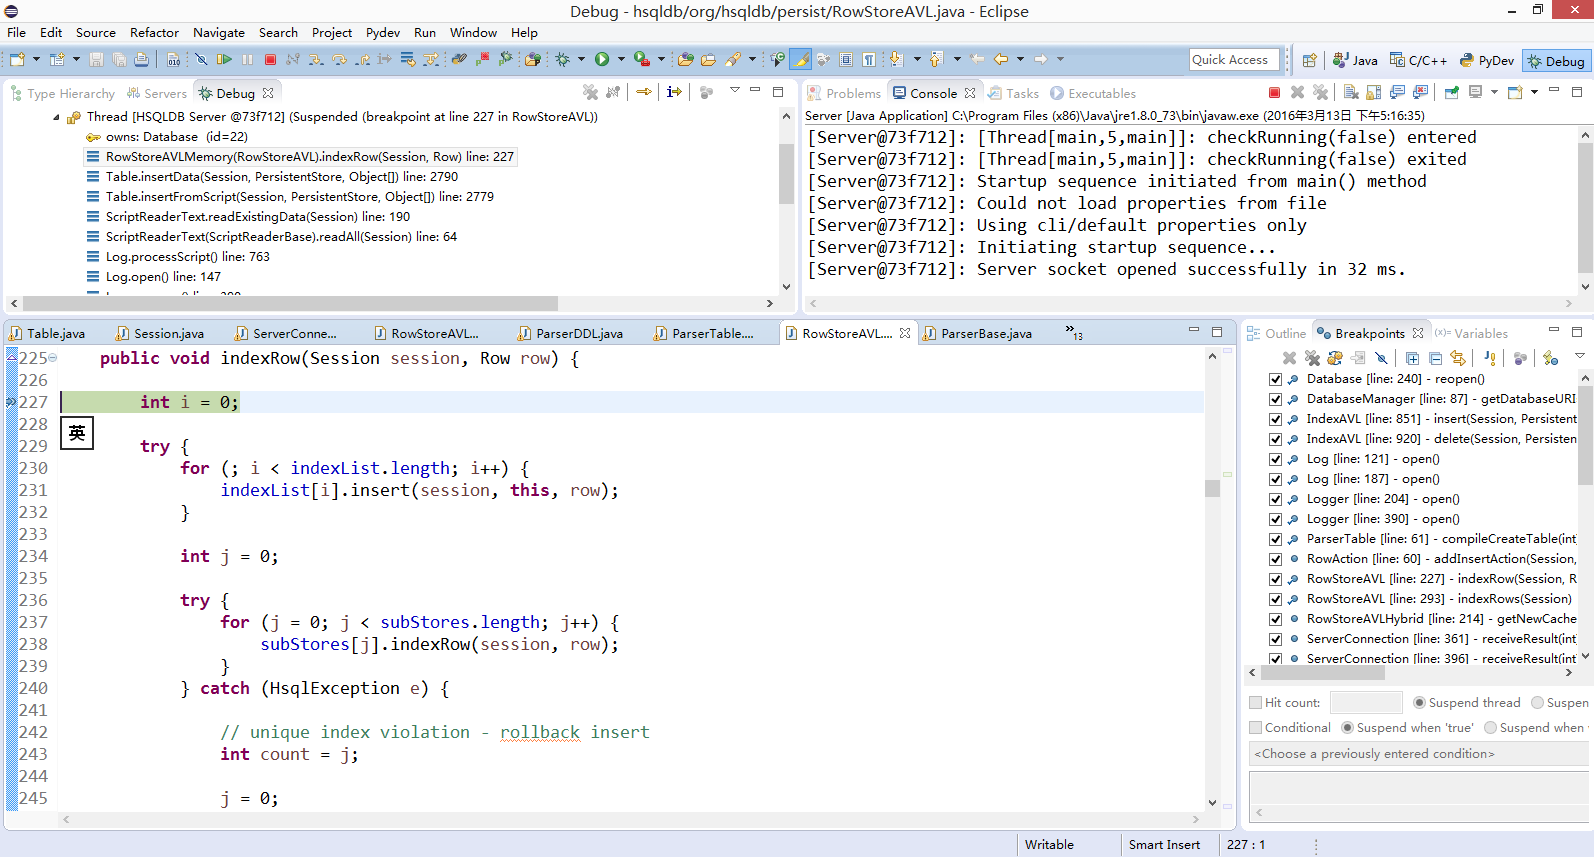 Debug - hsqldb/org/hsqldb/persist/RowStoreAVL.java - Eclipse
File Edit Source Refactor Navigate Search Project Pydev Run Window Help
Quick Access Java C/C++ PyDev Debug
Type Hierarchy Servers Debug
Thread [HSQLDB Server @73f712] (Suspended (breakpoint at line 227 in RowStoreAVL))
owns: Database (id=22)
RowStoreAVLMemory(RowStoreAVL).indexRow(Session, Row) line: 227
Table.insertData(Session, PersistentStore, Object[]) line: 2790
Table.insertFromScript(Session, PersistentStore, Object[]) line: 2779
ScriptReaderText.readExistingData(Session) line: 190
ScriptReaderText(ScriptReaderBase).readAll(Session) line: 64
Log.processScript() line: 763
Log.open() line: 147
Problems Console Tasks Executables
Server [Java Application] C:\Program Files (x86)\Java\jre1.8.0_73\bin\javaw.exe (2016年3月13日 下午5:16:35)
[Server@73f712]: [Thread[main,5,main]]: checkRunning(false) entered
[Server@73f712]: [Thread[main,5,main]]: checkRunning(false) exited
[Server@73f712]: Startup sequence initiated from main() method
[Server@73f712]: Could not load properties from file
[Server@73f712]: Using cli/default properties only
[Server@73f712]: Initiating startup sequence...
[Server@73f712]: Server socket opened successfully in 32 ms.
Table.java Session.java ServerConne... RowStoreAVL... ParserDDL.java ParserTable.... RowStoreAVL.... ParserBase.java »13
225 public void indexRow(Session session, Row row) {
226
227 int i = 0;
228
英
229 try {
230 for (; i < indexList.length; i++) {
231 indexList[i].insert(session, this, row);
232 }
233
234 int j = 0;
235
236 try {
237 for (j = 0; j < subStores.length; j++) {
238 subStores[j].indexRow(session, row);
239 }
240 } catch (HsqlException e) {
241
242 // unique index violation - rollback insert
243 int count = j;
244
245 j = 0;
Outline Breakpoints (x)= Variables
Database [line: 240] - reopen()
DatabaseManager [line: 87] - getDatabaseURI
IndexAVL [line: 851] - insert(Session, Persistent
IndexAVL [line: 920] - delete(Session, Persisten
Log [line: 121] - open()
Log [line: 187] - open()
Logger [line: 204] - open()
Logger [line: 390] - open()
ParserTable [line: 61] - compileCreateTable(int
RowAction [line: 60] - addInsertAction(Session,
RowStoreAVL [line: 227] - indexRow(Session, R
RowStoreAVL [line: 293] - indexRows(Session)
RowStoreAVLHybrid [line: 214] - getNewCache
ServerConnection [line: 361] - receiveResult(int
ServerConnection [line: 396] - receiveResult(int
Hit count: Suspend thread Suspen
Conditional Suspend when 'true' Suspend when
<Choose a previously entered condition>
Writable Smart Insert 227 : 1